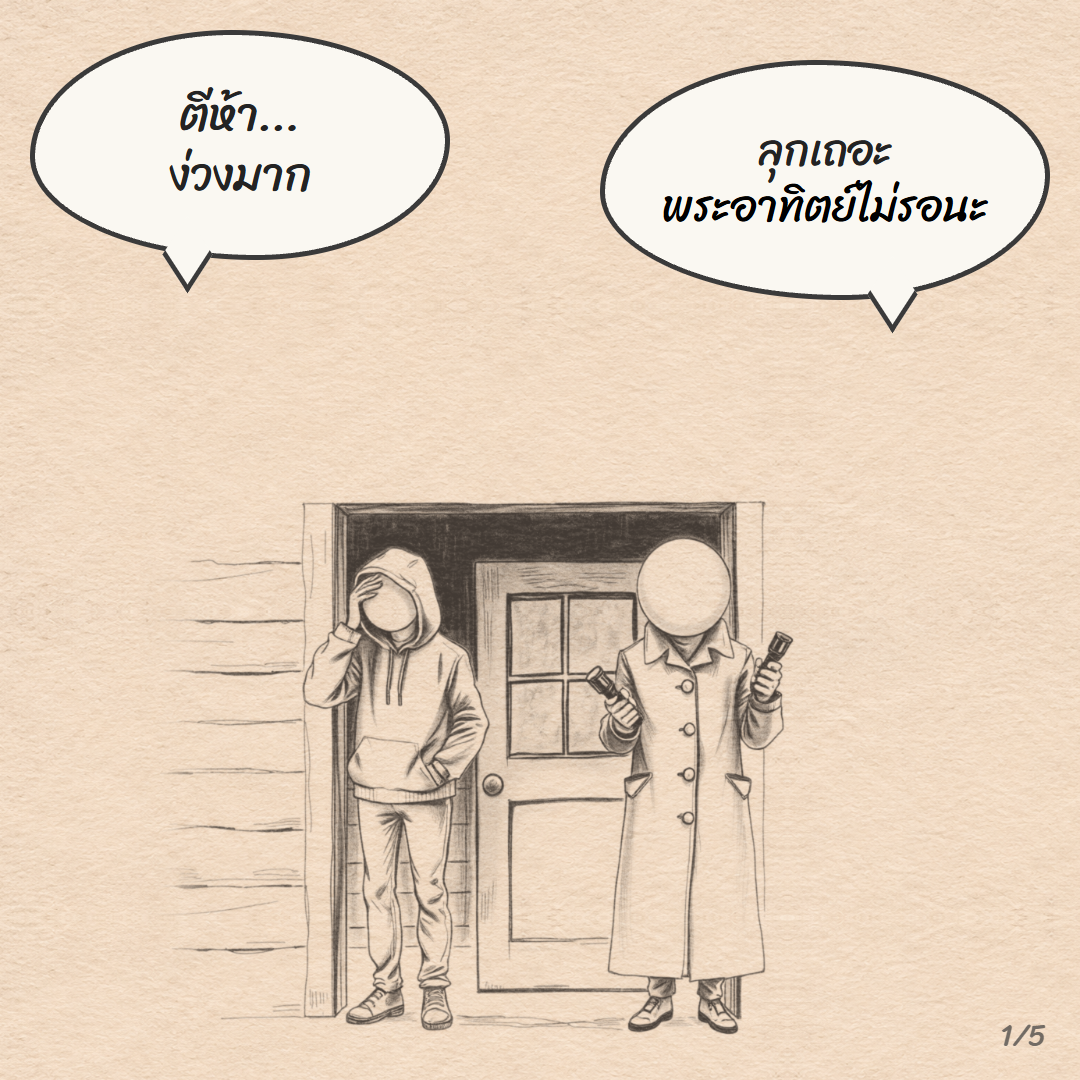 ตีห้า...
ง่วงมาก
ลุกเถอะ
พระอาทิตย์ไม่รอนะ
1/5